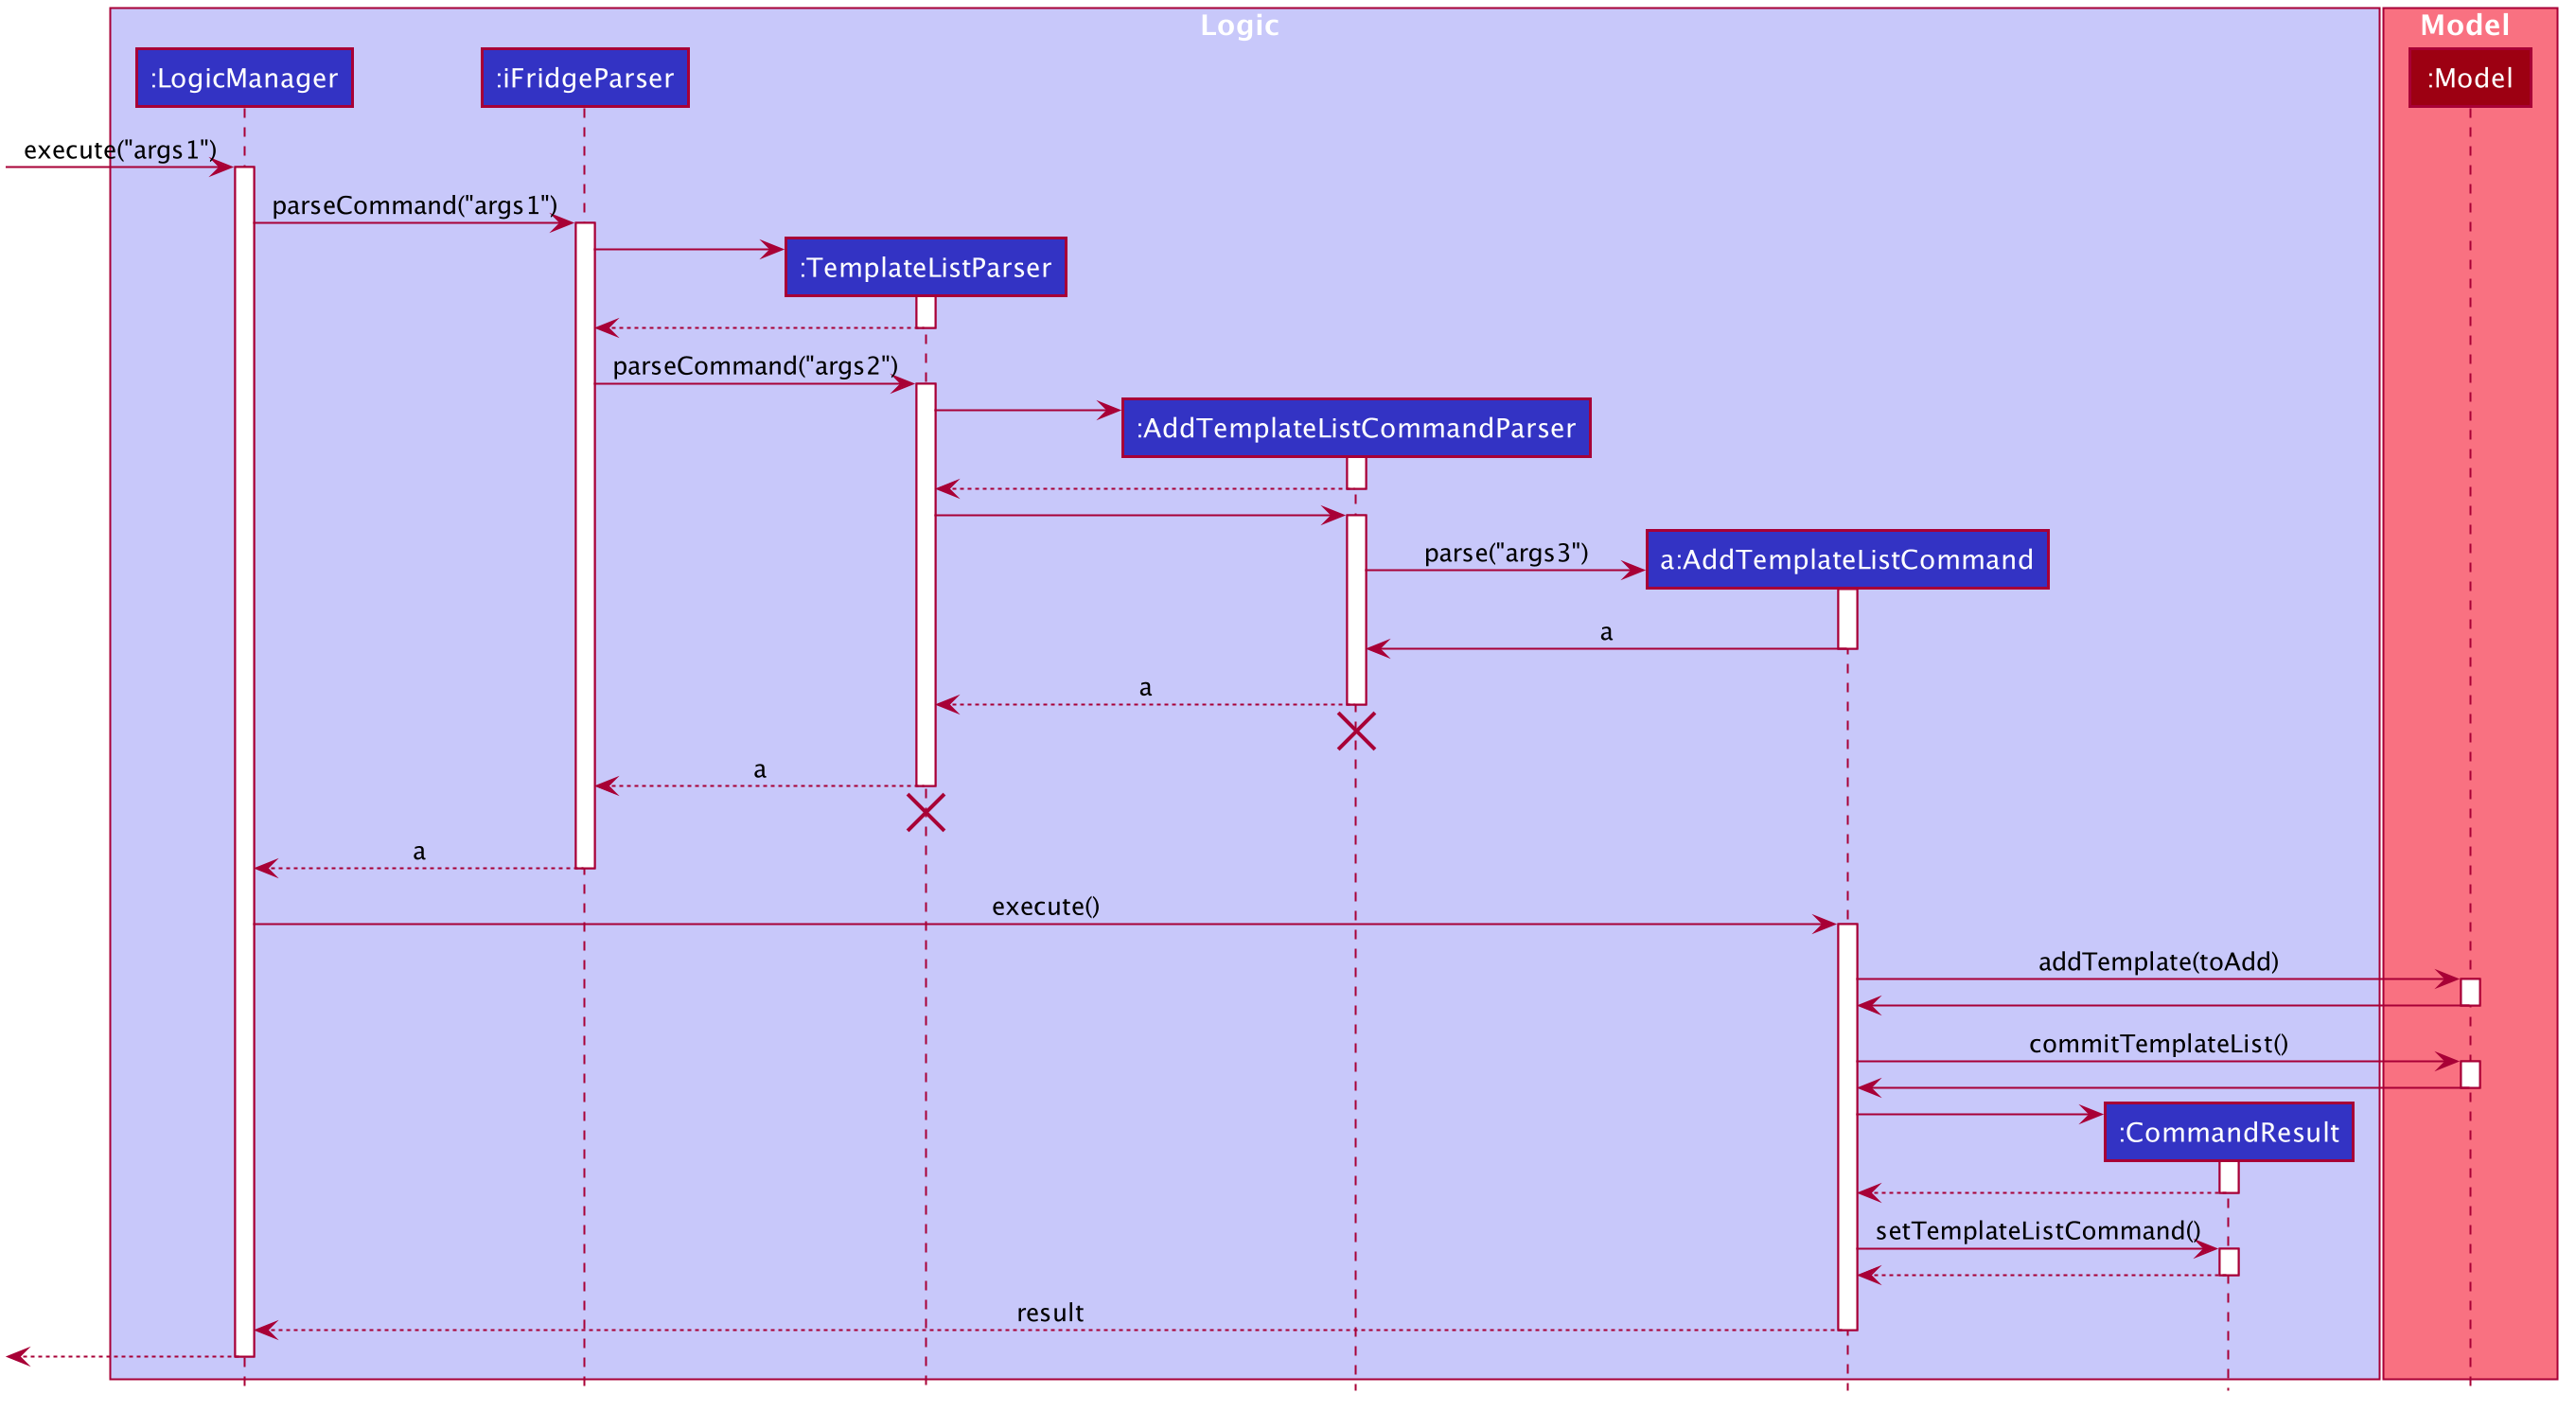 Logic
Model
:LogicManager
:iFridgeParser
:Model
execute("args1")
parseCommand("args1")
:TemplateListParser
parseCommand("args2")
:AddTemplateListCommandParser
parse("args3")
a:AddTemplateListCommand
a
a
a
a
execute()
addTemplate(toAdd)
commitTemplateList()
:CommandResult
setTemplateListCommand()
result